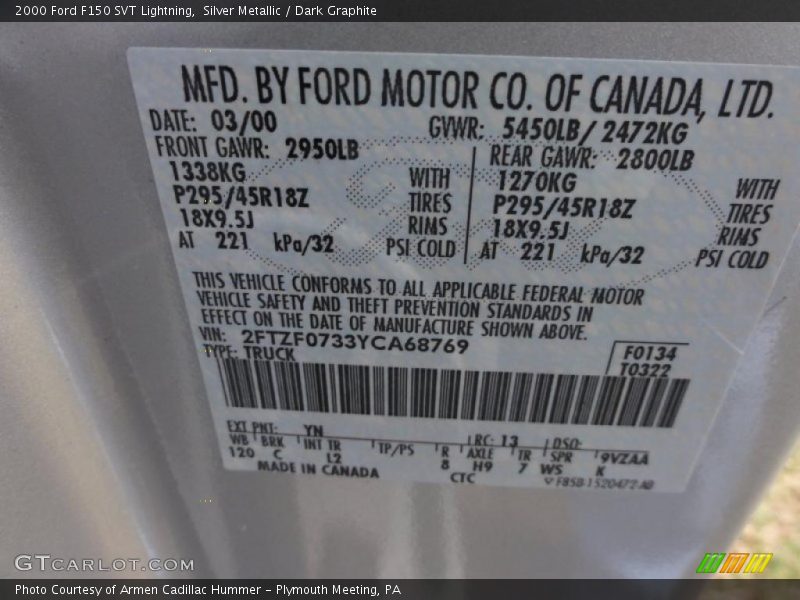 2000 Ford F150 SVT Lightning, Silver Metallic / Dark Graphite
MFD. BY FORD MOTOR CO. OF CANADA, LTD.
DATE: 03/00 GVWR: 5450LB/ 2472KG
FRONT GAWR: 2950LB REAR GAWR: 2800LB
1338KG WITH 1270KG WITH
P295/45R18Z TIRES P295/45R18Z TIRES
18X9.5J RIMS 18X9.5J RIMS
AT 221 kPa/32 PSI COLD AT 221 kPa/32 PSI COLD
THIS VEHICLE CONFORMS TO ALL APPLICABLE FEDERAL MOTOR
VEHICLE SAFETY AND THEFT PREVENTION STANDARDS IN
EFFECT ON THE DATE OF MANUFACTURE SHOWN ABOVE.
VIN: 2FTZF0733YCA68769
TYPE: TRUCK
F0134
T0322
EXT PNT: YN RC: 13 DSO:
WB BRK INT TR TP/PS R AXLE TR SPR 9VZAA
120 C L2 8 H9 7 WS K
MADE IN CANADA CTC F85B-1520472-AB
GTCARLOT.COM
Photo Courtesy of Armen Cadillac Hummer - Plymouth Meeting, PA